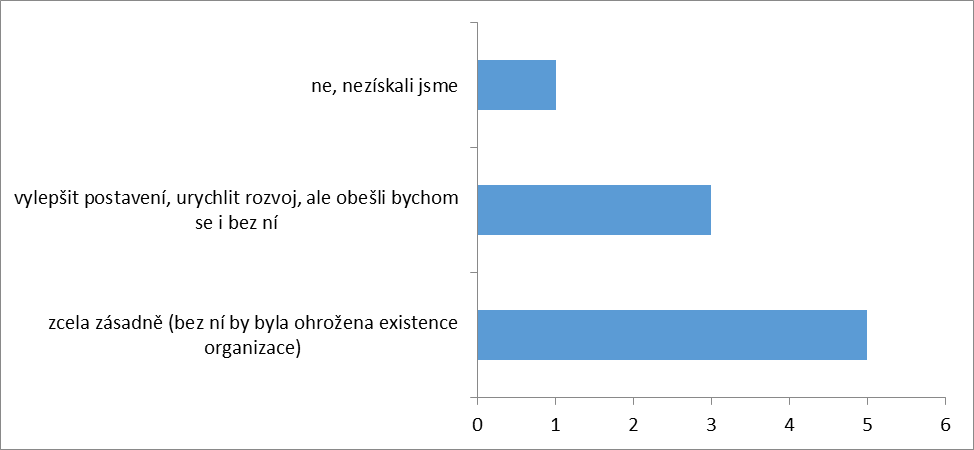 ne, nezískali jsme
vylepšit postavení, urychlit rozvoj, ale obešli bychom
se i bez ní
zcela zásadně (bez ní by byla ohrožena existence
organizace)
0 1 2 3 4 5 6